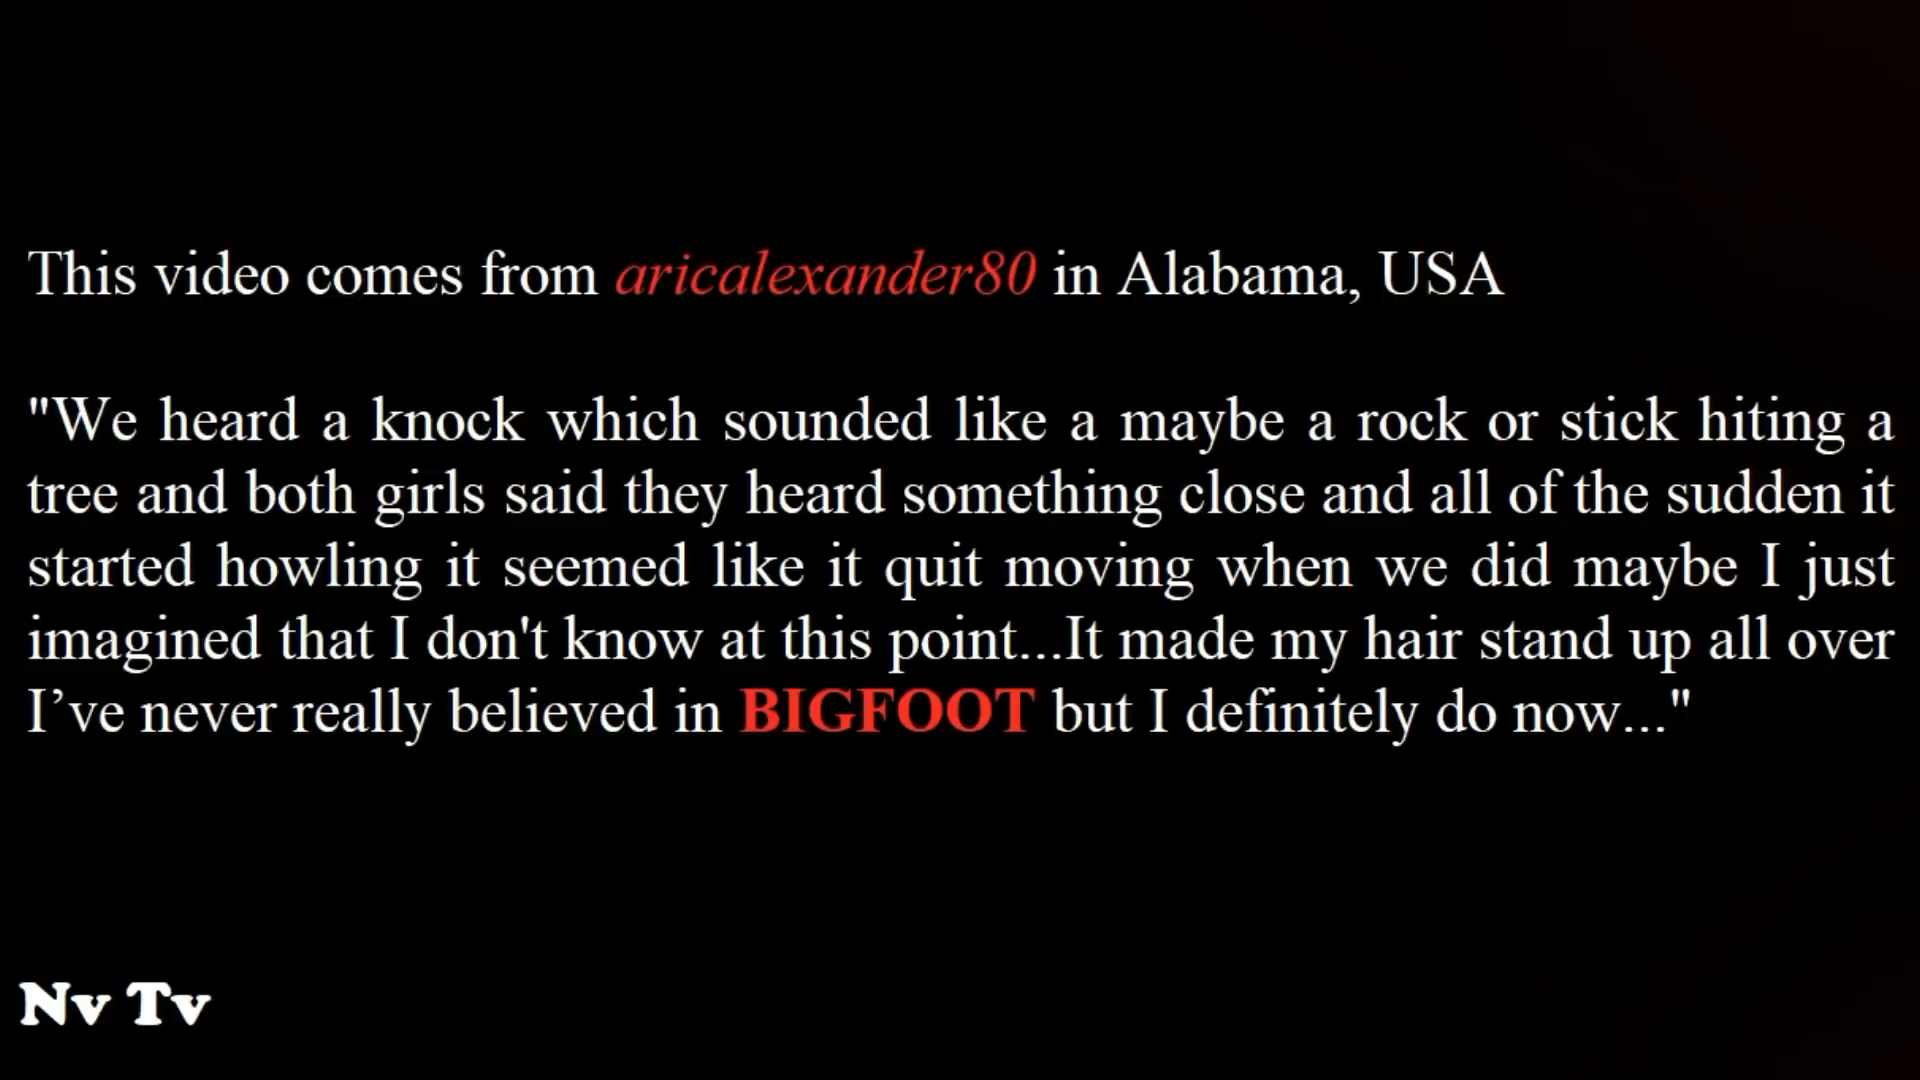 This video comes from aricalexander80 in Alabama, USA
"We heard a knock which sounded like a maybe a rock or stick hiting a
tree and both girls said they heard something close and all of the sudden it
started howling it seemed like it quit moving when we did maybe I just
imagined that I don't know at this point...It made my hair stand up all over
I’ve never really believed in BIGFOOT but I definitely do now..."
Nv Tv